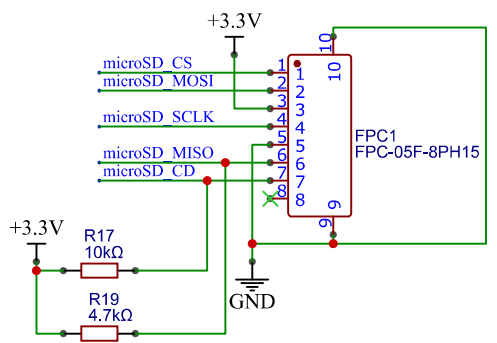 +3.3V
10
microSD_CS
1
1
10
microSD_MOSI
2
2
3
3
microSD_SCLK
4
4
FPC1
5
5
FPC-05F-8PH15
microSD_MISO
6
6
microSD_CD
7
7
8
8
9
9
+3.3V
R17
10kΩ
GND
R19
4.7kΩ